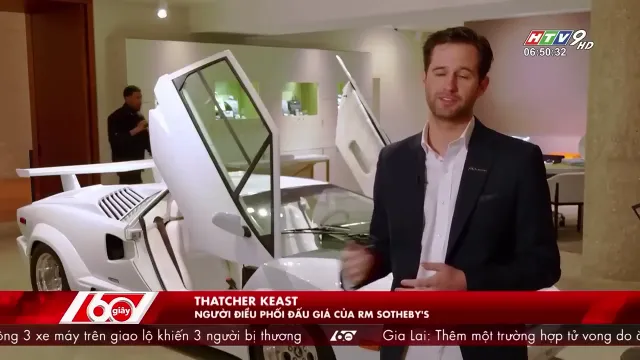 HTV9 HD
06:50:32
THATCHER KEAST
NGƯỜI ĐIỀU PHỐI ĐẤU GIÁ CỦA RM SOTHEBY'S
60 giây
ông 3 xe máy trên giao lộ khiến 3 người bị thương 60 giây Gia Lai: Thêm một trường hợp tử vong do